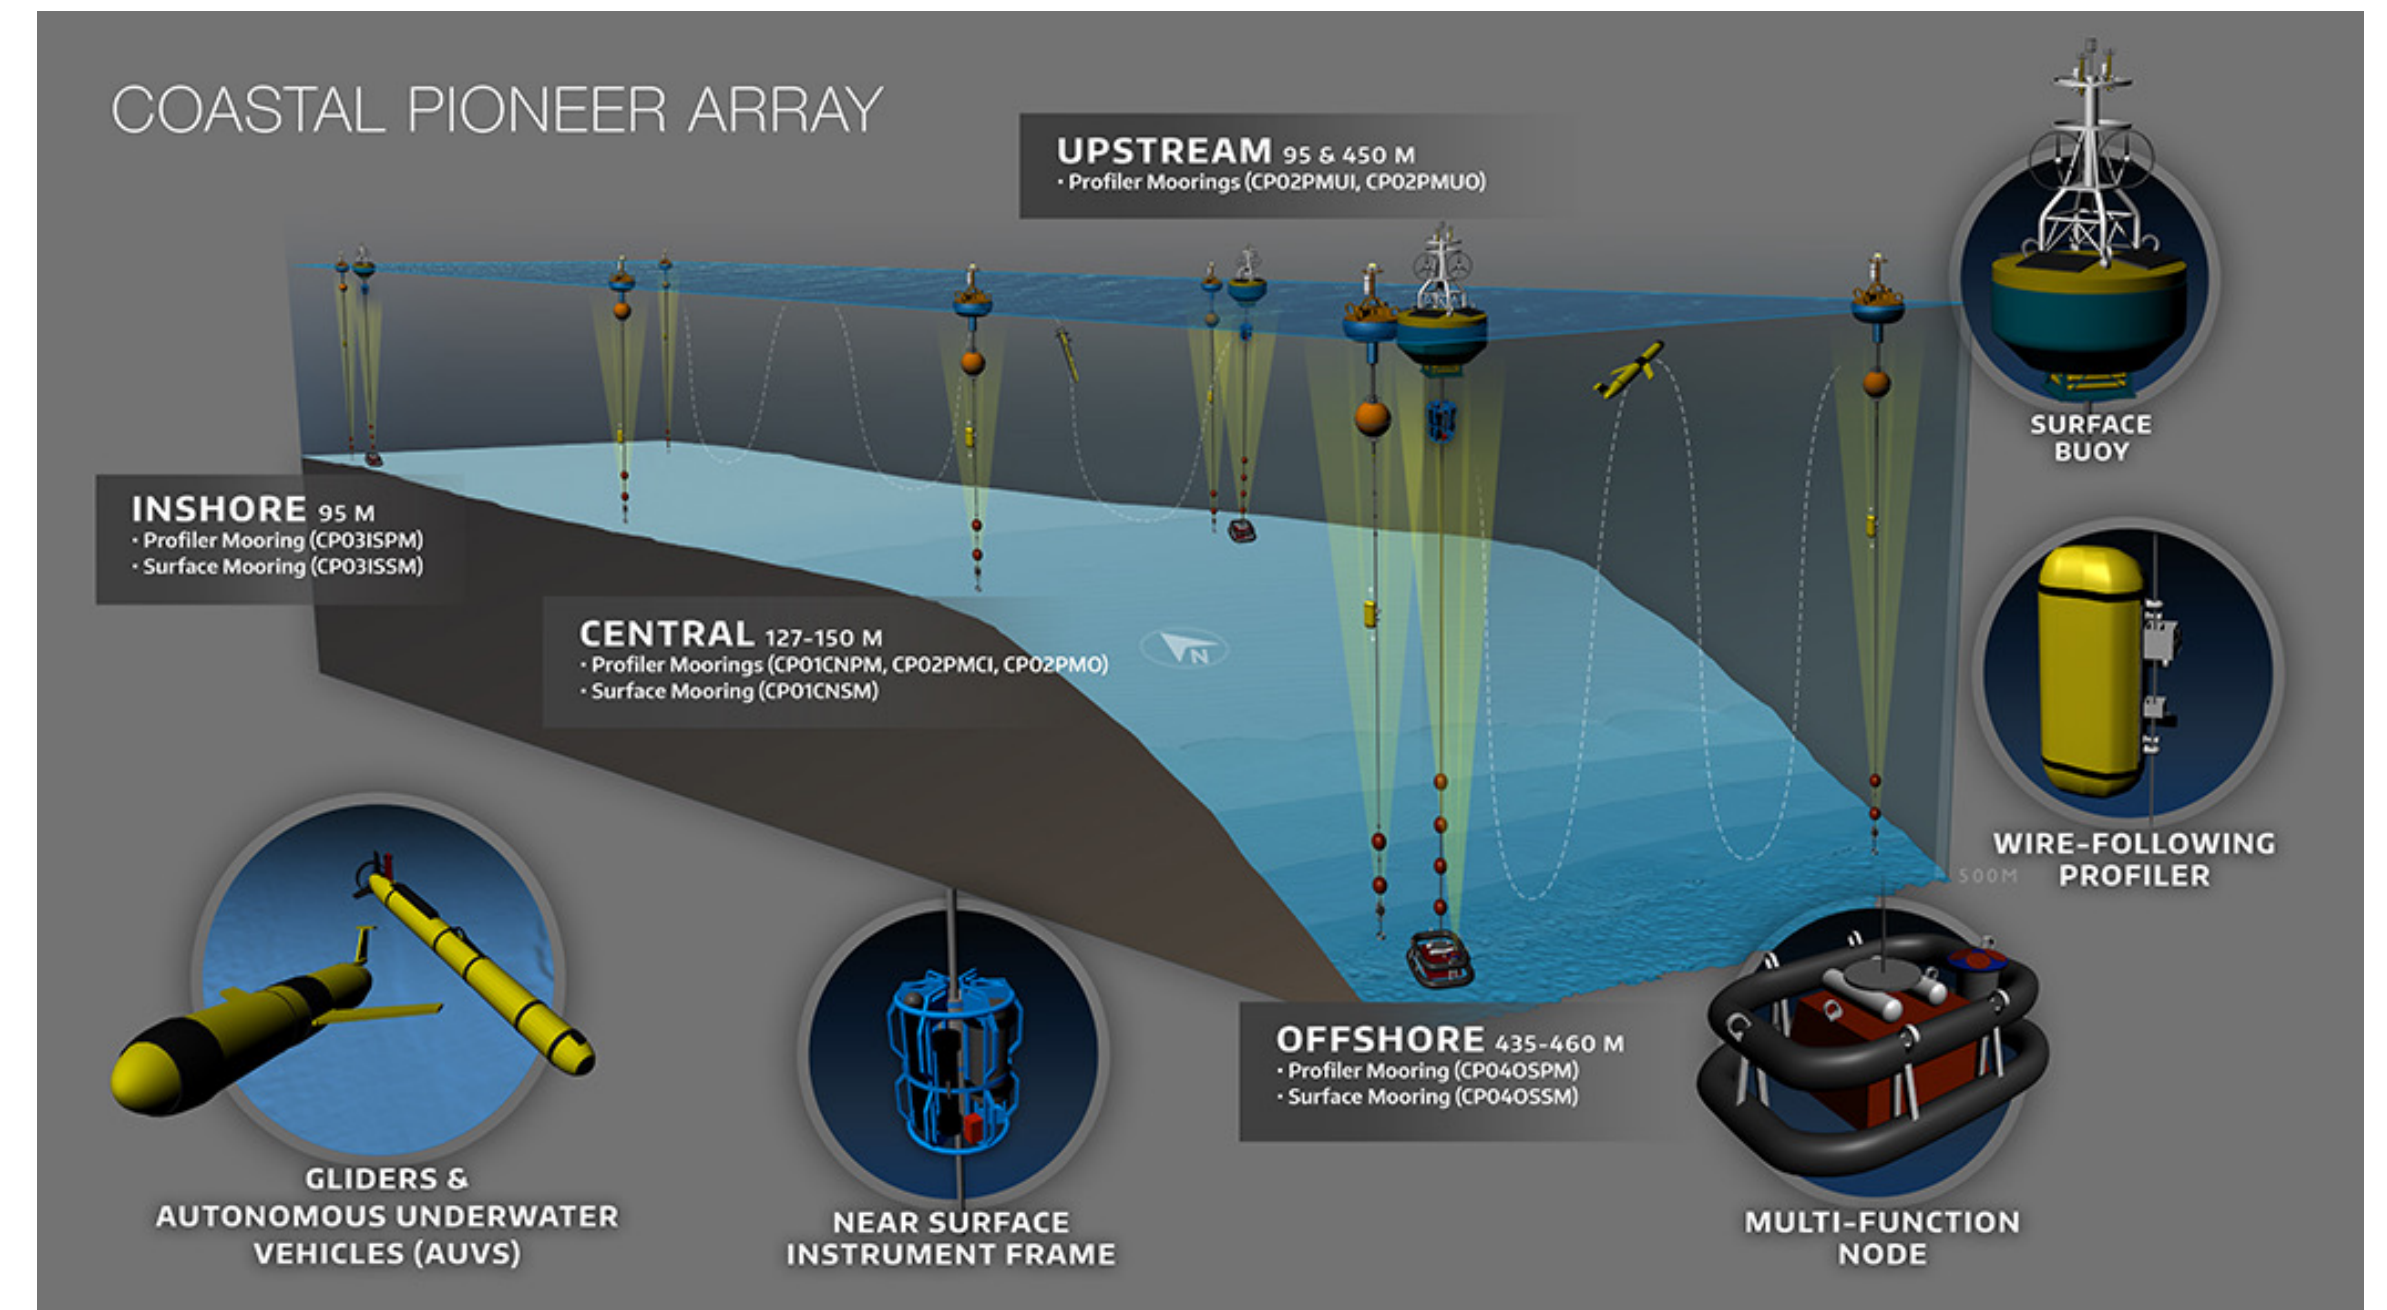 COASTAL PIONEER ARRAY
UPSTREAM 95 & 450 M
• Profiler Moorings (CP02PMUI, CP02PMUO)
SURFACE
BUOY
INSHORE 95 M
• Profiler Mooring (CP03ISPM)
• Surface Mooring (CP03ISSM)
CENTRAL 127-150 M
• Profiler Moorings (CP01CNPM, CP02PMCI, CP02PMO)
• Surface Mooring (CP01CNSM)
N
WIRE-FOLLOWING
PROFILER
500M
OFFSHORE 435-460 M
• Profiler Mooring (CP04OSPM)
• Surface Mooring (CP04OSSM)
GLIDERS &
AUTONOMOUS UNDERWATER
VEHICLES (AUVS)
NEAR SURFACE
INSTRUMENT FRAME
MULTI-FUNCTION
NODE